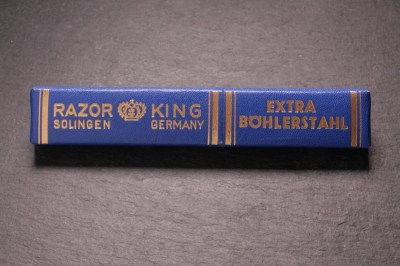 RAZOR KING
SOLINGEN GERMANY
EXTRA
BÖHLERSTAHL